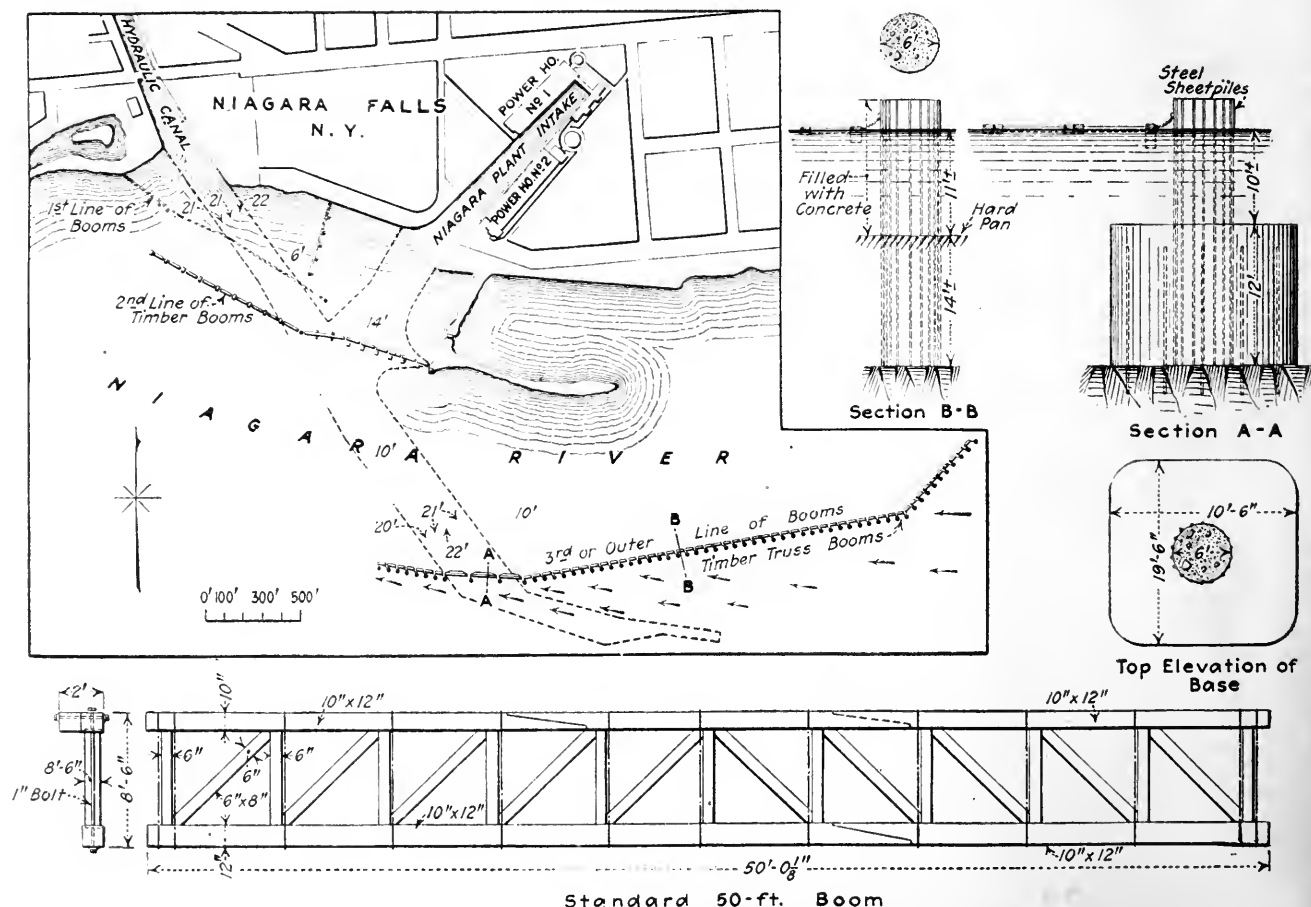 HYDRAULIC CANAL
NIAGARA FALLS
N. Y.
POWER HO.
Nº 1
NIAGARA PLANT INTAKE
POWER HO. Nº 2
1st Line of
Booms
21'
21'
22'
6'
2nd Line of
Timber Booms
14'
NIAGARA RIVER
10'
10'
20'
21'
22'
A
A
B
B
3rd or Outer Line of Booms
Timber Truss Booms
0' 100' 300' 500'
6'
Filled
with
Concrete
11'±
Hard
Pan
14'±
Section B-B
Steel
Sheetpiles
10'±
12'
Section A-A
10'-6"
19'-6"
6'
Top Elevation of
Base
2'
10"
10"x12"
10"x12"
8'-6"
1" Bolt
8'-6"
6"
6"
6"
6"x8"
10"x12"
12"
10"x12"
50'-0⅛"
Standard 50-ft. Boom